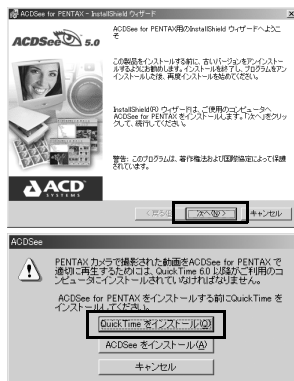 ACDSee for PENTAX - InstallShield ウィザード
ACDSee 5.0
ACDSee for PENTAX用のInstallShield ウィザードへようこ
そ
この製品をインストールする前に、古いバージョンをアンインストー
ルするようにお勧めします。インストールを終了し、プログラムをアン
インストールした後、再度インストールを始めてください。
InstallShield(R) ウィザードは、ご使用のコンピュータへ
ACDSee for PENTAX をインストールします。「次へ」をクリッ
クして、続行してください。
警告: このプログラムは、著作権法および国際協定によって保護
されています。
ACD
SYSTEMS
< 戻る(B)
次へ(N) >
キャンセル
ACDSee
PENTAX カメラで撮影された動画をACDSee for PENTAX で
適切に再生するためには、QuickTime 6.0 以降がご利用のコ
ンピュータにインストールされていなければなりません。
ACDSee for PENTAX をインストールする前にQuickTime を
インストールしてください。
QuickTime をインストール(Q)
ACDSee をインストール(A)
キャンセル